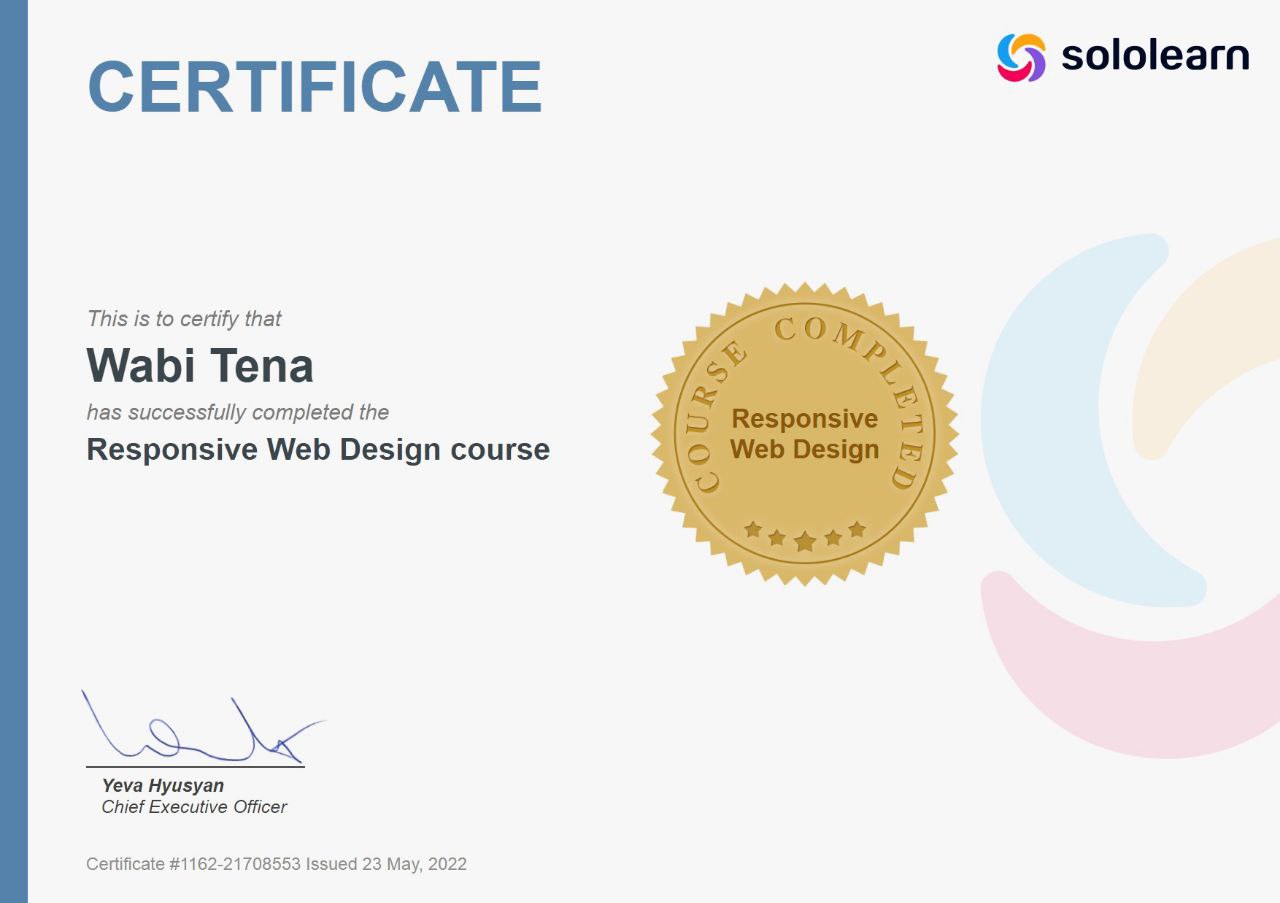 CERTIFICATE
sololearn
This is to certify that
Wabi Tena
has successfully completed the
Responsive Web Design course
COURSE COMPLETED
Responsive
Web Design
Yeva Hyusyan
Chief Executive Officer
Certificate #1162-21708553 Issued 23 May, 2022